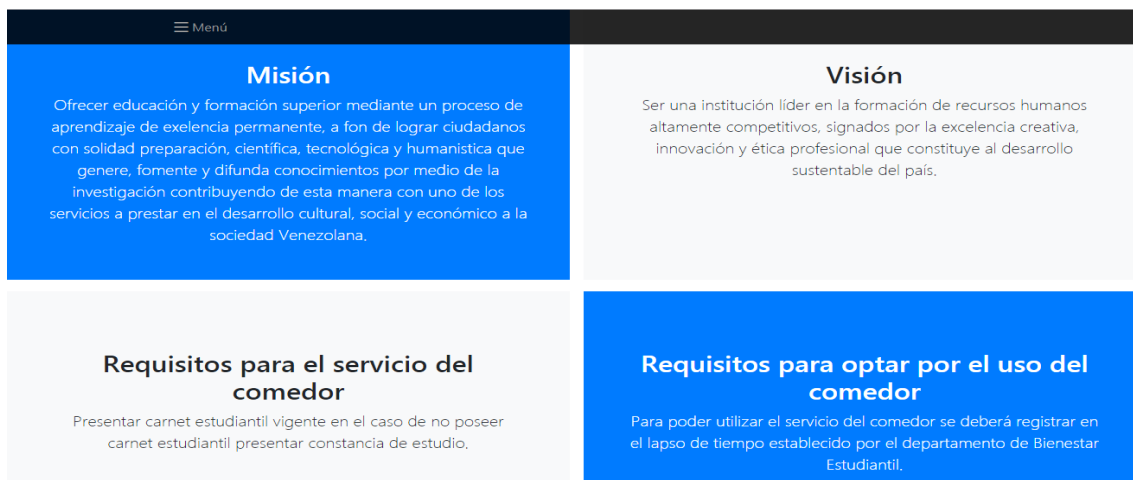 Menú
Misión
Ofrecer educación y formación superior mediante un proceso de
aprendizaje de exelencia permanente, a fon de lograr ciudadanos
con solidad preparación, científica, tecnológica y humanistica que
genere, fomente y difunda conocimientos por medio de la
investigación contribuyendo de esta manera con uno de los
servicios a prestar en el desarrollo cultural, social y económico a la
sociedad Venezolana.
Visión
Ser una institución líder en la formación de recursos humanos
altamente competitivos, signados por la excelencia creativa,
innovación y ética profesional que constituye al desarrollo
sustentable del país.
Requisitos para el servicio del
comedor
Presentar carnet estudiantil vigente en el caso de no poseer
carnet estudiantil presentar constancia de estudio.
Requisitos para optar por el uso del
comedor
Para poder utilizar el servicio del comedor se deberá registrar en
el lapso de tiempo establecido por el departamento de Bienestar
Estudiantil.